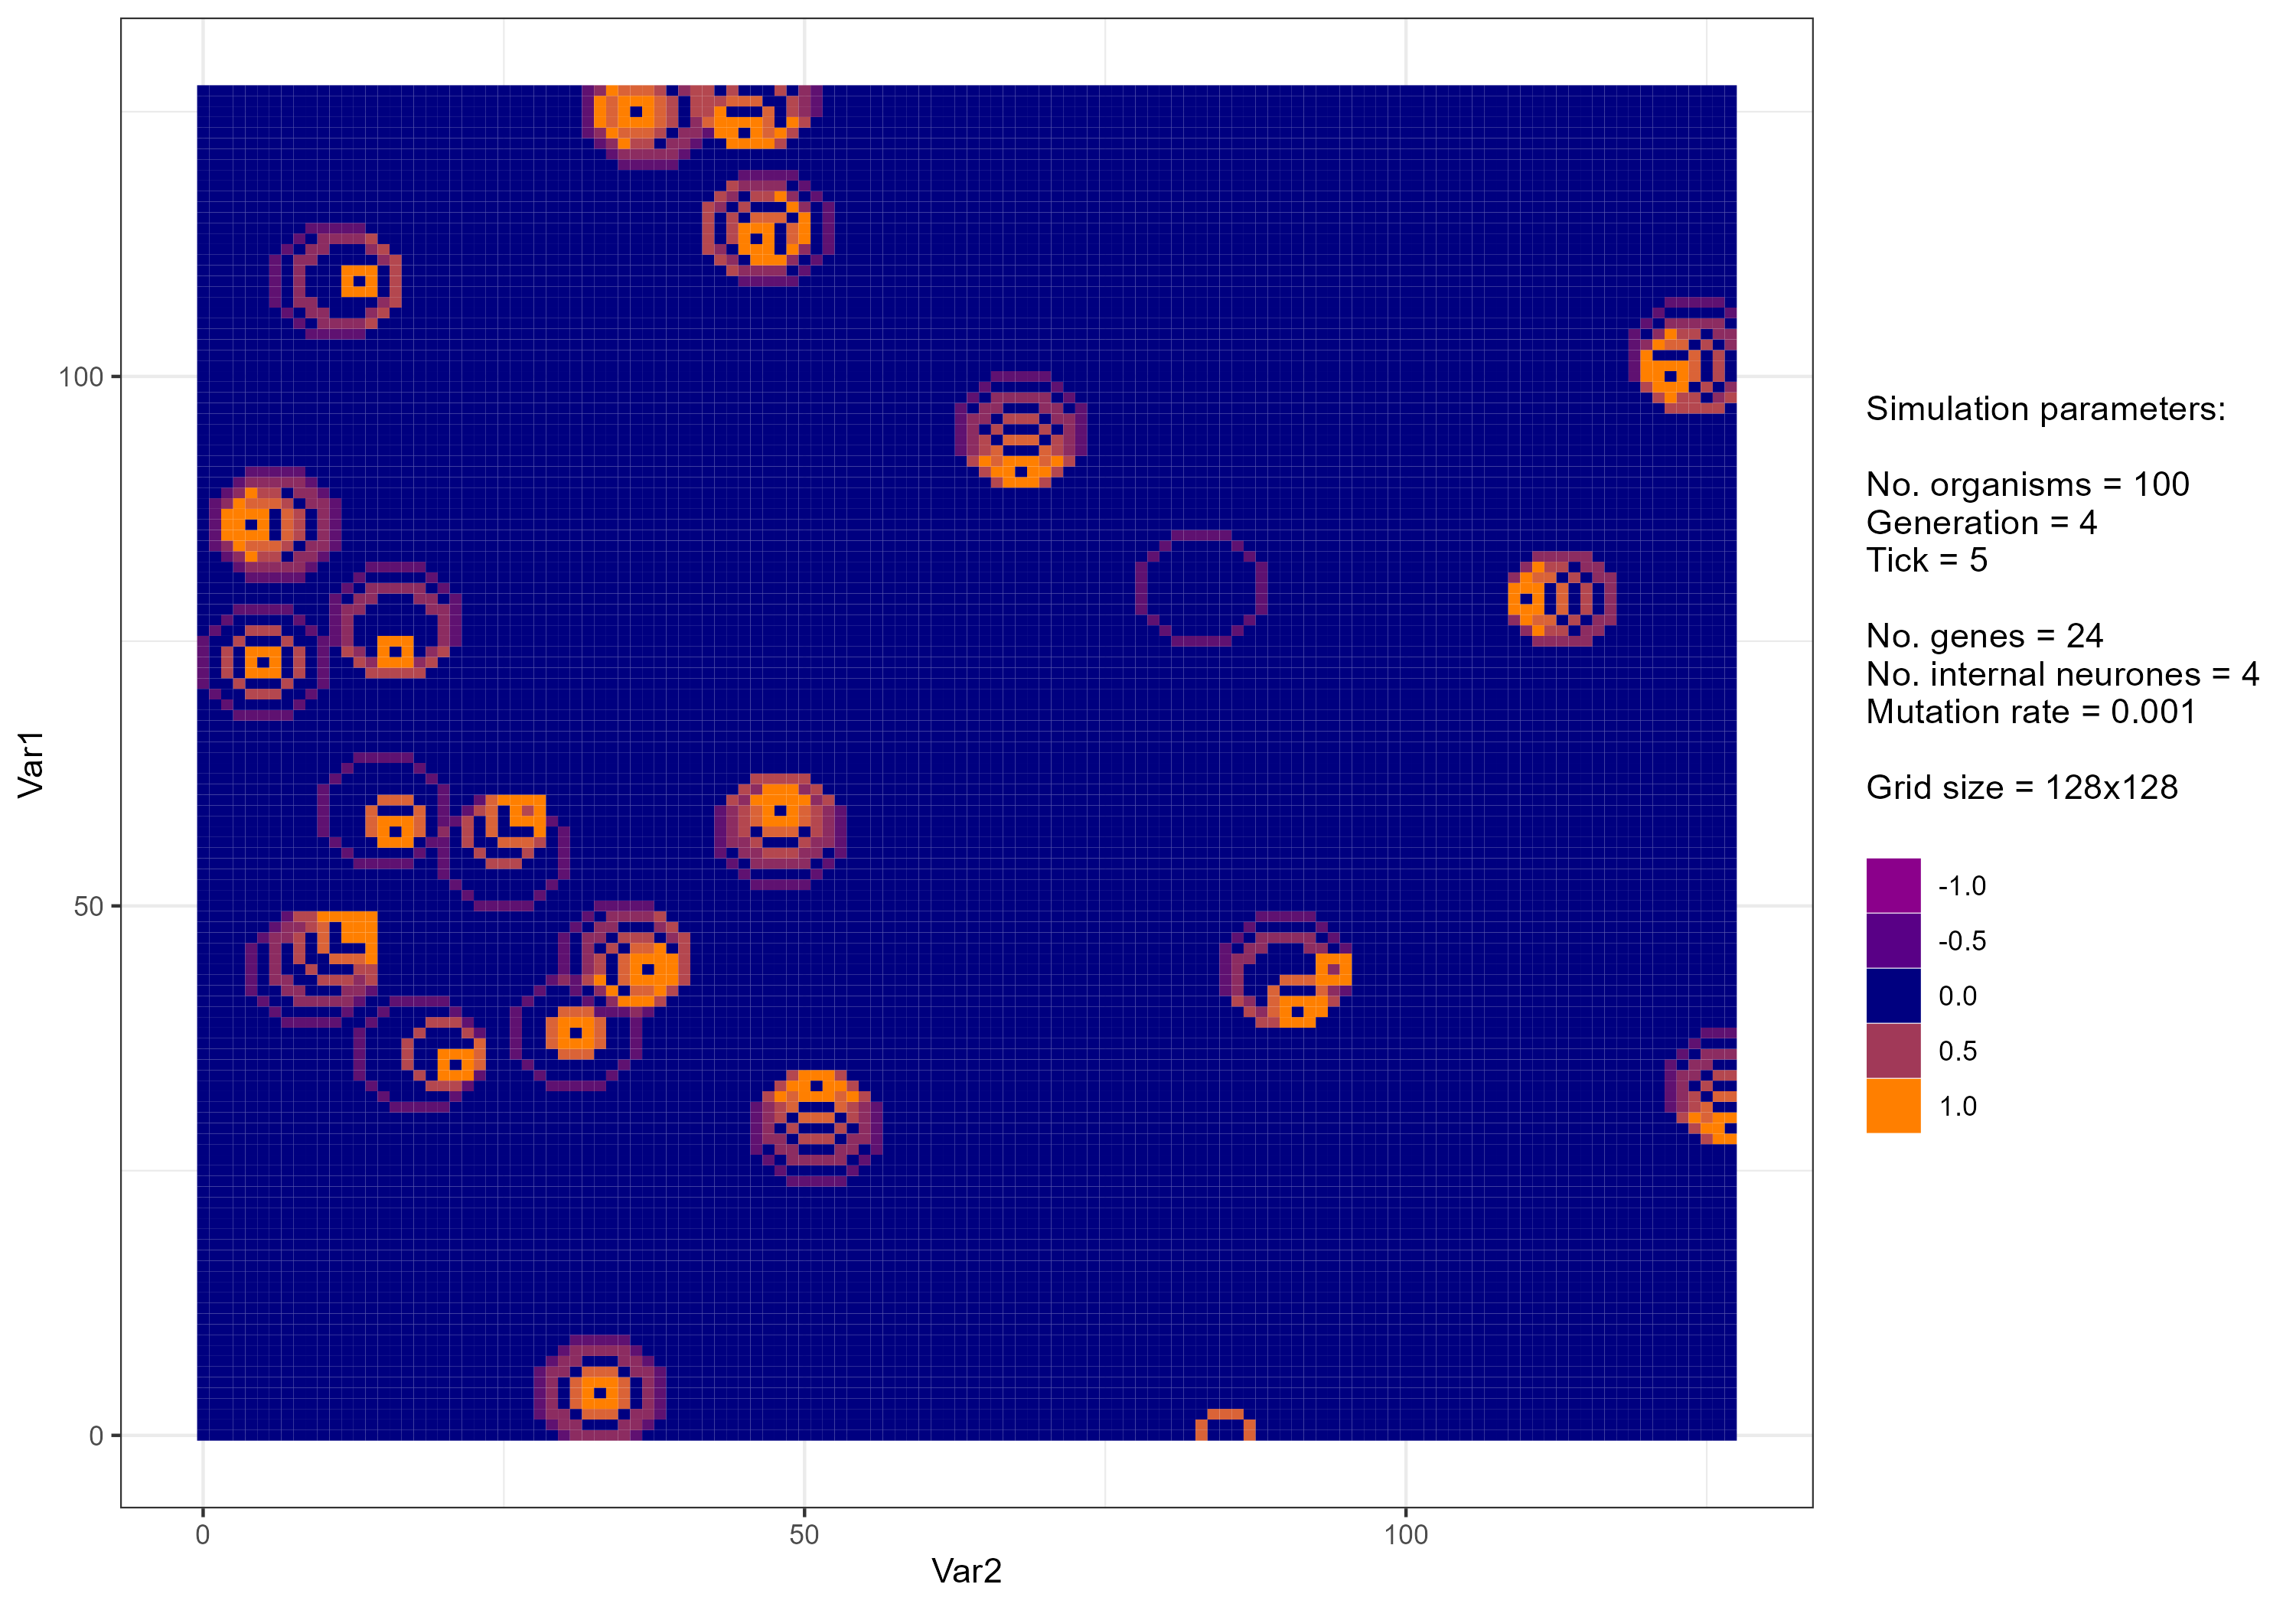 Var1
100
50
0
0
50
100
Var2
Simulation parameters:
No. organisms = 100
Generation = 4
Tick = 5
No. genes = 24
No. internal neurones = 4
Mutation rate = 0.001
Grid size = 128x128
-1.0
-0.5
0.0
0.5
1.0